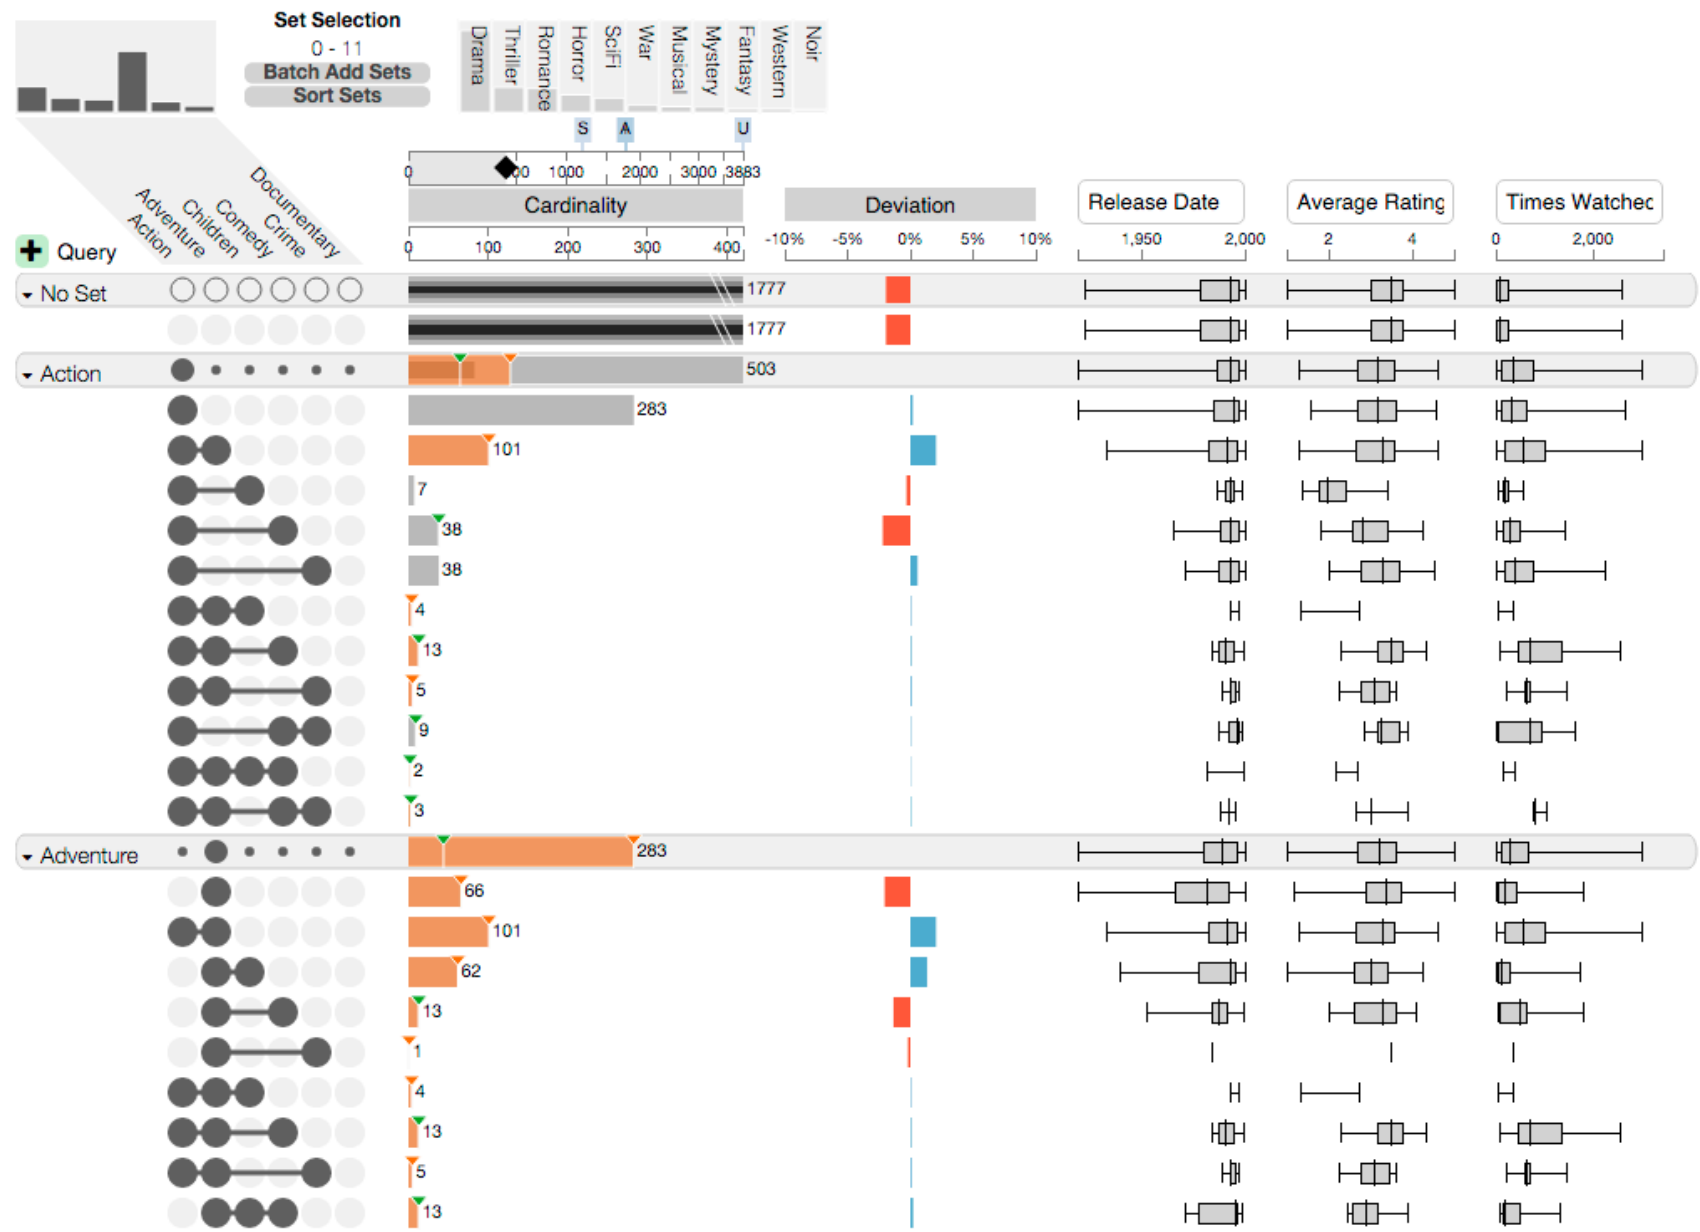 Set Selection
0 - 11
Batch Add Sets
Sort Sets
Drama
Thriller
Romance
Horror
SciFi
War
Musical
Mystery
Fantasy
Western
Noir
S A U
0 1000 2000 3000 3883
Action
Adventure
Children
Comedy
Crime
Documentary
Cardinality
Deviation
Release Date
Average Rating
Times Watched
Query
0 100 200 300 400
-10% -5% 0% 5% 10%
1,950 2,000
2 4
0 2,000
No Set 1777
1777
Action 503
283
101
7
38
38
4
13
5
9
2
3
Adventure 283
66
101
62
13
1
4
13
5
13